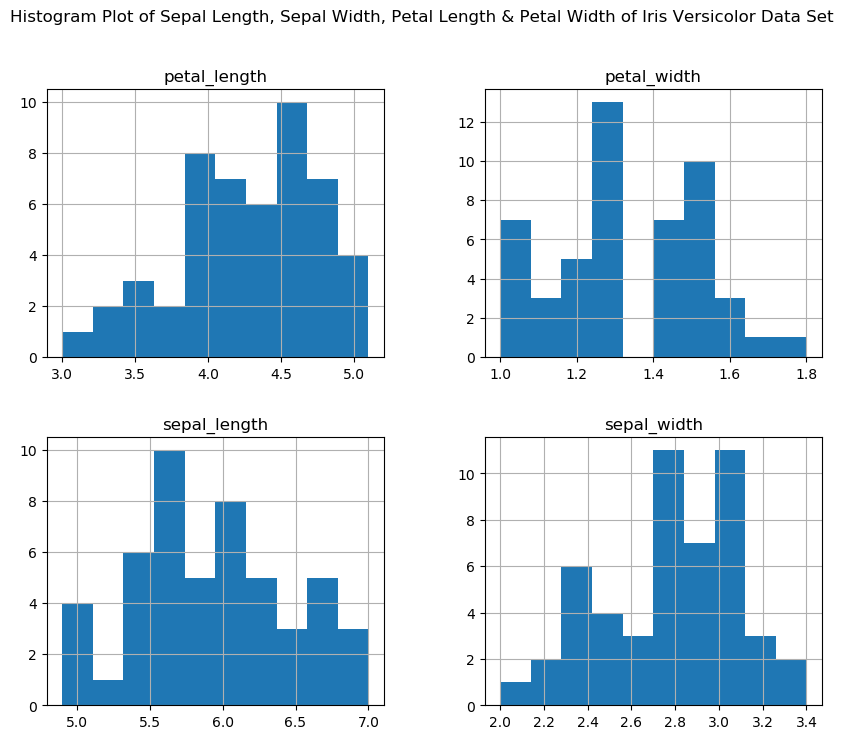 Histogram Plot of Sepal Length, Sepal Width, Petal Length & Petal Width of Iris Versicolor Data Set
petal_length
10
8
6
4
2
0
3.0 3.5 4.0 4.5 5.0
petal_width
12
10
8
6
4
2
0
1.0 1.2 1.4 1.6 1.8
sepal_length
10
8
6
4
2
0
5.0 5.5 6.0 6.5 7.0
sepal_width
10
8
6
4
2
0
2.0 2.2 2.4 2.6 2.8 3.0 3.2 3.4